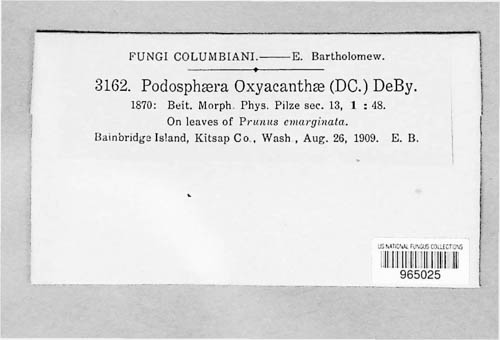 FUNGI COLUMBIANI.——E. Bartholomew.
3162. Podosphæra Oxyacanthæ (DC.) DeBy.
1870: Beit. Morph. Phys. Pilze sec. 13, 1 : 48.
On leaves of Prunus emarginata.
Bainbridge Island, Kitsap Co., Wash., Aug. 26, 1909. E. B.
US NATIONAL FUNGUS COLLECTIONS
965025